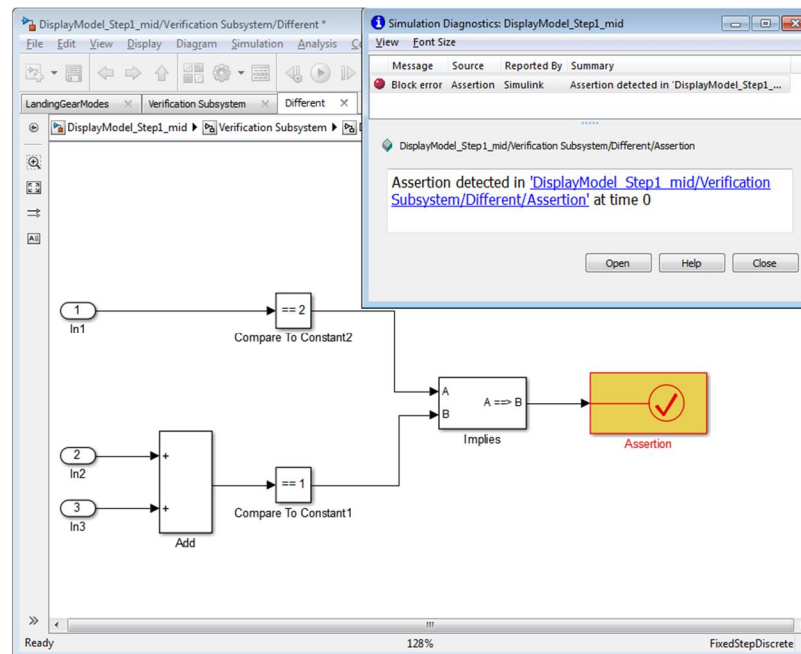 DisplayModel_Step1_mid/Verification Subsystem/Different *
File Edit View Display Diagram Simulation Analysis
LandingGearModes Verification Subsystem Different
DisplayModel_Step1_mid Verification Subsystem
Simulation Diagnostics: DisplayModel_Step1_mid
View Font Size
Message Source Reported By Summary
Block error Assertion Simulink Assertion detected in 'DisplayModel_Step1_...
DisplayModel_Step1_mid/Verification Subsystem/Different/Assertion
Assertion detected in 'DisplayModel_Step1_mid/Verification
Subsystem/Different/Assertion' at time 0
Open Help Close
1
In1
== 2
Compare To Constant2
A
B
A ==> B
Implies
Assertion
2
In2
3
In3
+
+
Add
== 1
Compare To Constant1
Ready 128% FixedStepDiscrete